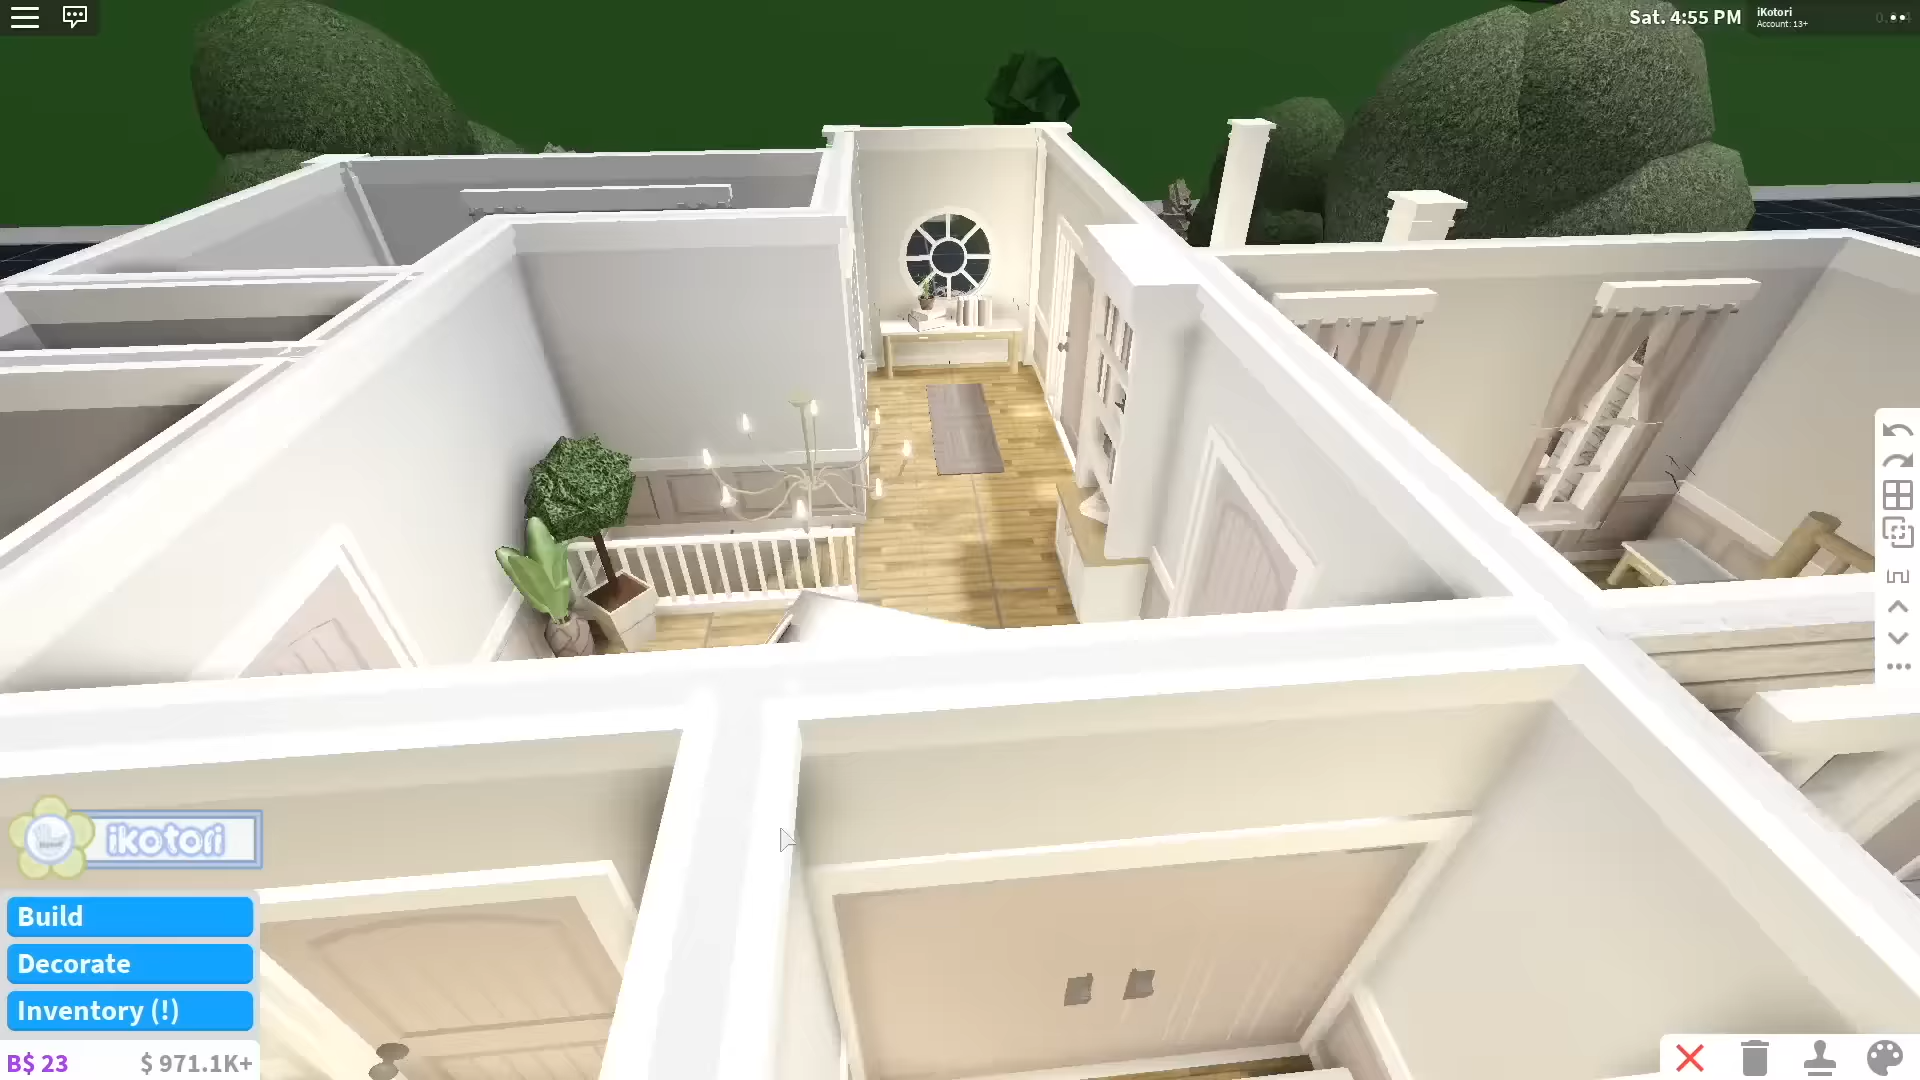 Sat. 4:55 PM
iKotori
Account: 13+
ikotori
Build
Decorate
Inventory (!)
B$ 23
$ 971.1K+